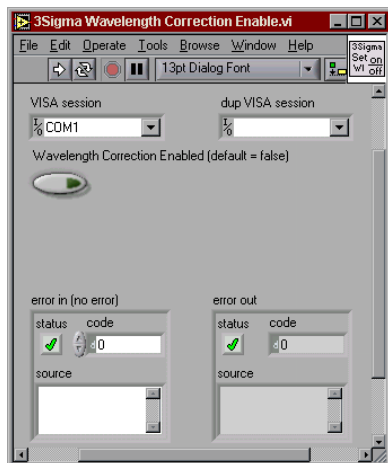 3Sigma Wavelength Correction Enable.vi
File Edit Operate Tools Browse Window Help
13pt Dialog Font
3Sigma
Set on
WI off
VISA session
dup VISA session
I/O COM1
I/O
Wavelength Correction Enabled (default = false)
error in (no error)
error out
status code
status code
d 0
d 0
source
source